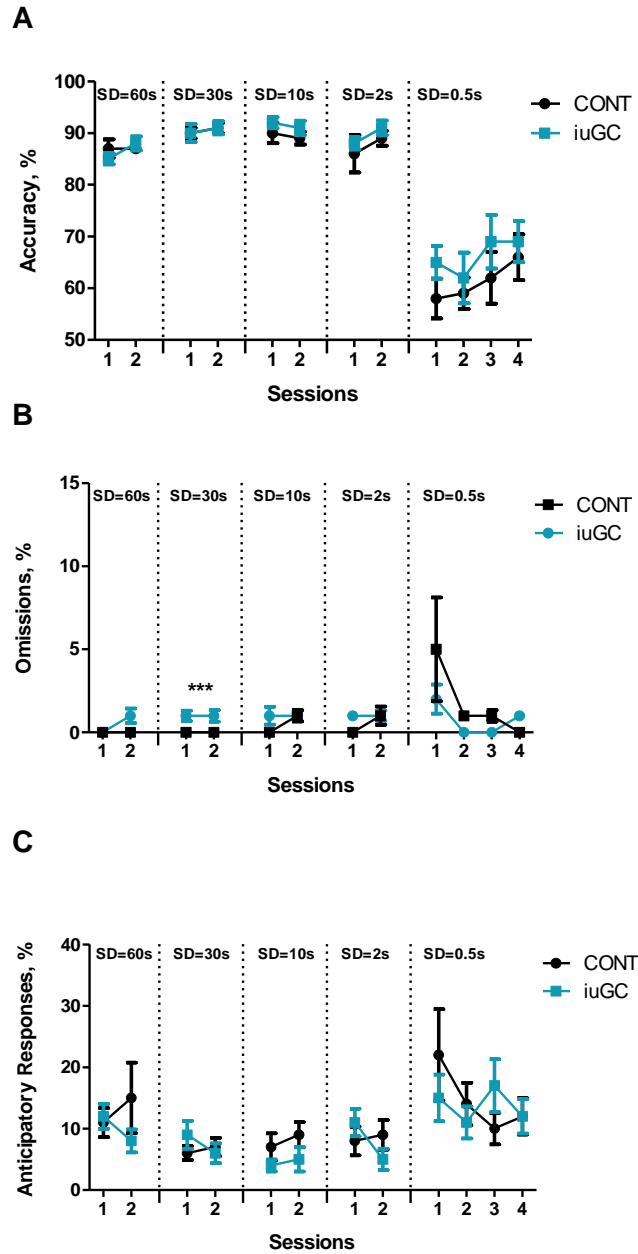 A
Accuracy, %
100
90
80
70
60
50
SD=60s SD=30s SD=10s SD=2s SD=0.5s
CONT
iuGC
1 2 1 2 1 2 1 2 1 2 3 4
Sessions
B
Omissions, %
15
10
5
0
SD=60s SD=30s SD=10s SD=2s SD=0.5s
CONT
iuGC
***
1 2 1 2 1 2 1 2 1 2 3 4
Sessions
C
Anticipatory Responses, %
40
30
20
10
0
SD=60s SD=30s SD=10s SD=2s SD=0.5s
CONT
iuGC
1 2 1 2 1 2 1 2 1 2 3 4
Sessions